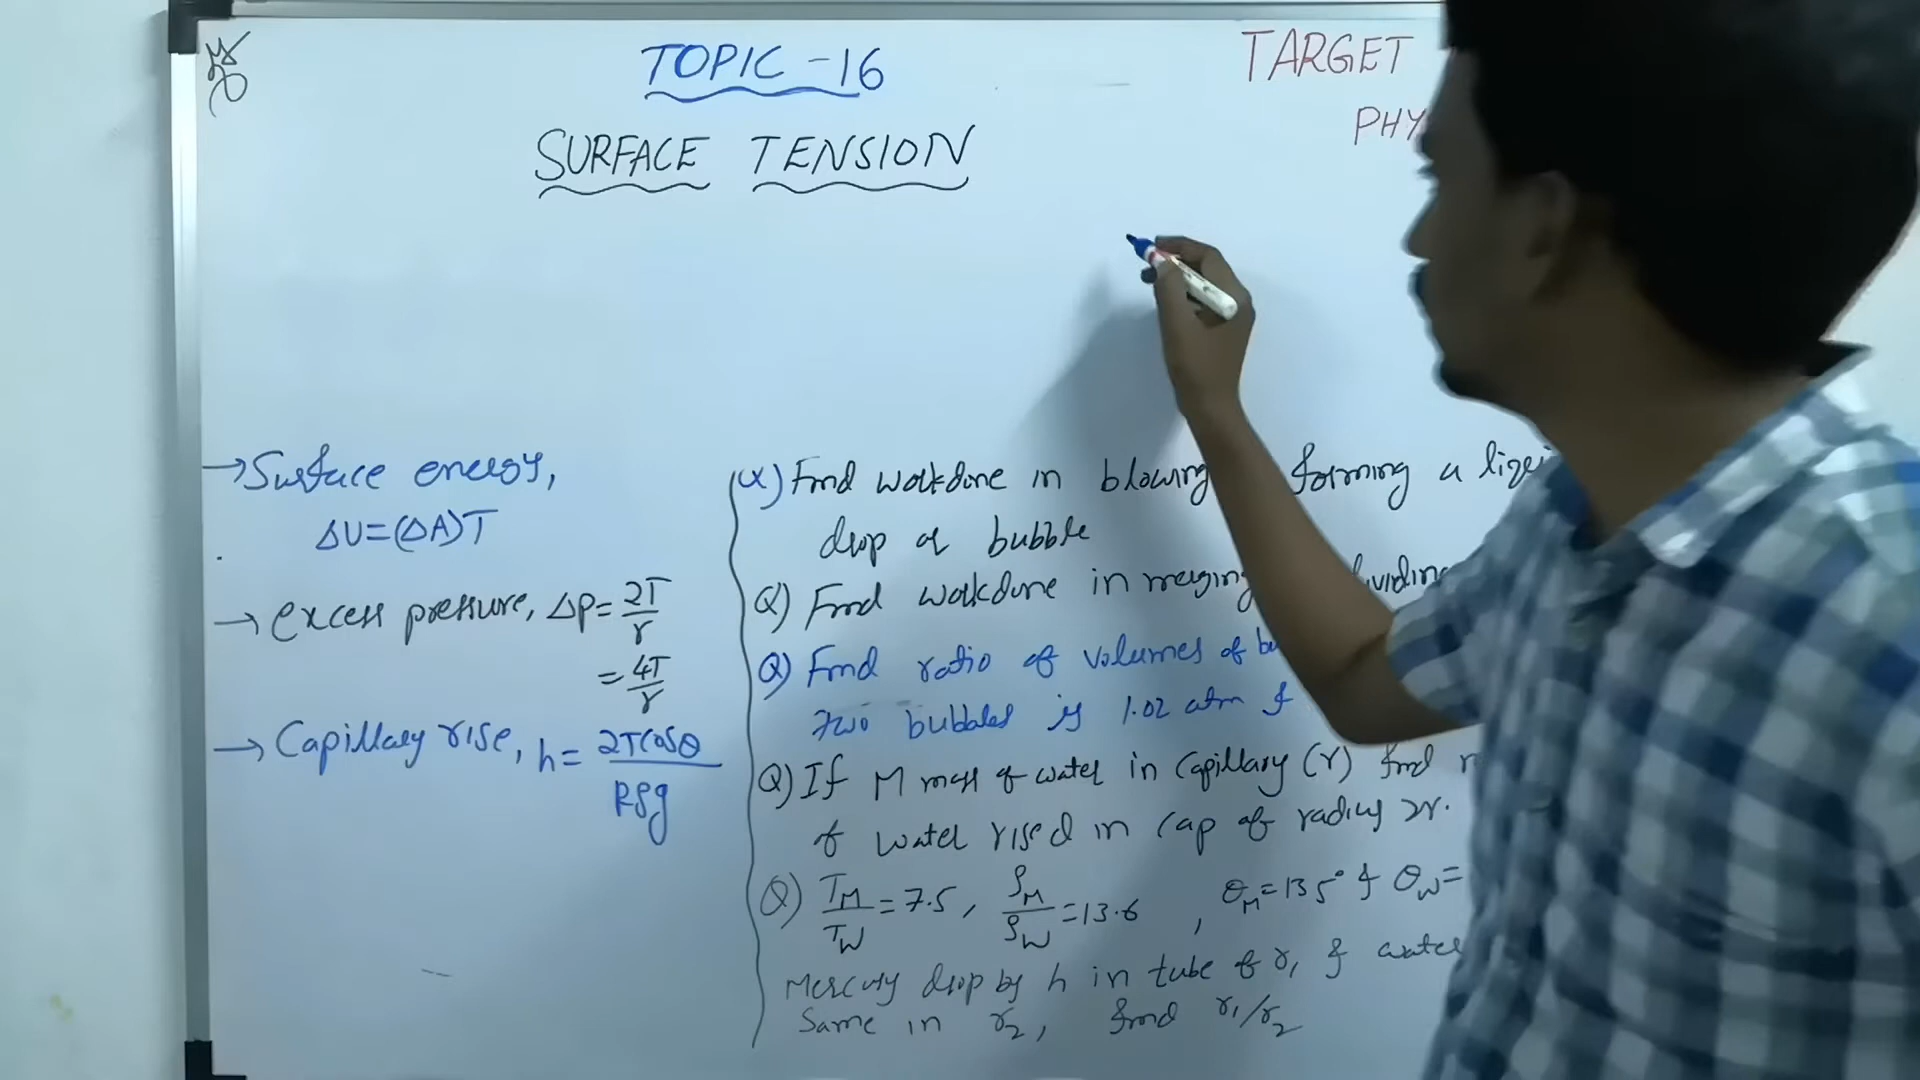 TOPIC-16
TARGET
PHY
SURFACE TENSION
→Surface energy,
ΔU=(ΔA)T
→ excess pressure, Δp=2T/r
=4T/r
→ Capillary rise, h=2Tcosθ/Rρg
Q) Find workdone in blowing forming a liqui
drop or bubble
Q) Find workdone in merging
Q) Find ratio of volumes of bu
two bubbles is 1.02 atm &
Q) If M mass of water in capillary (r) find
of water rised in cap of radius 2r.
Q) T_M/T_W=7.5, ρ_M/ρ_W=13.6, θ_M=135° & θ_W=
Mercury drop by h in tube of r₁ & water
Same in r₂, find r₁/r₂